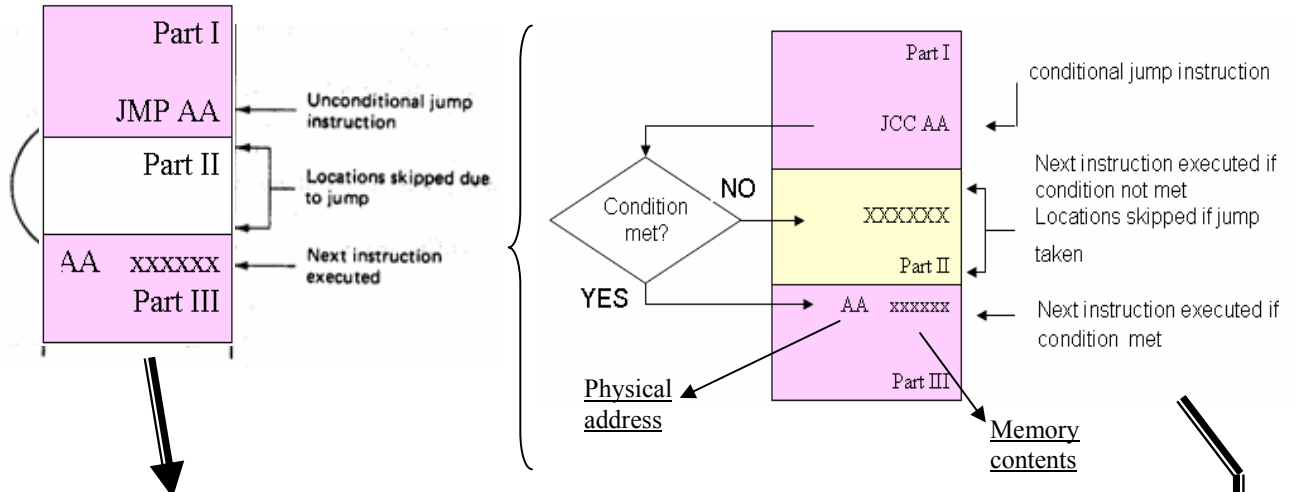 Part I
JMP AA
Part II
AA xxxxxx
Part III
Unconditional jump
instruction
Locations skipped due
to jump
Next instruction
executed
Part I
JCC AA
XXXXXX
Part II
AA xxxxxx
Part III
Condition
met?
NO
YES
conditional jump instruction
Next instruction executed if
condition not met
Locations skipped if jump
taken
Next instruction executed if
condition met
Physical
address
Memory
contents